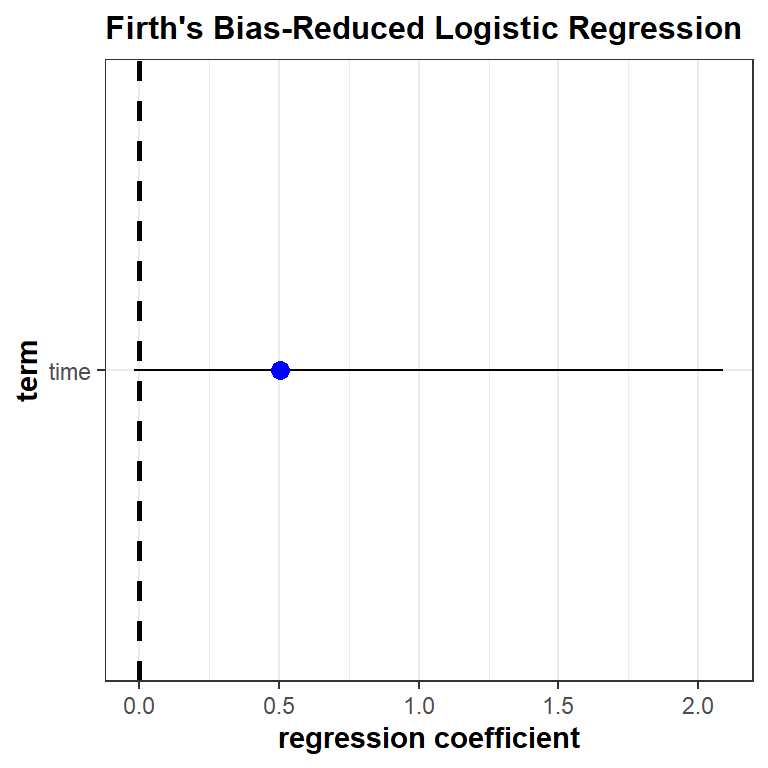 Firth's Bias-Reduced Logistic Regression
term
time
0.0 0.5 1.0 1.5 2.0
regression coefficient